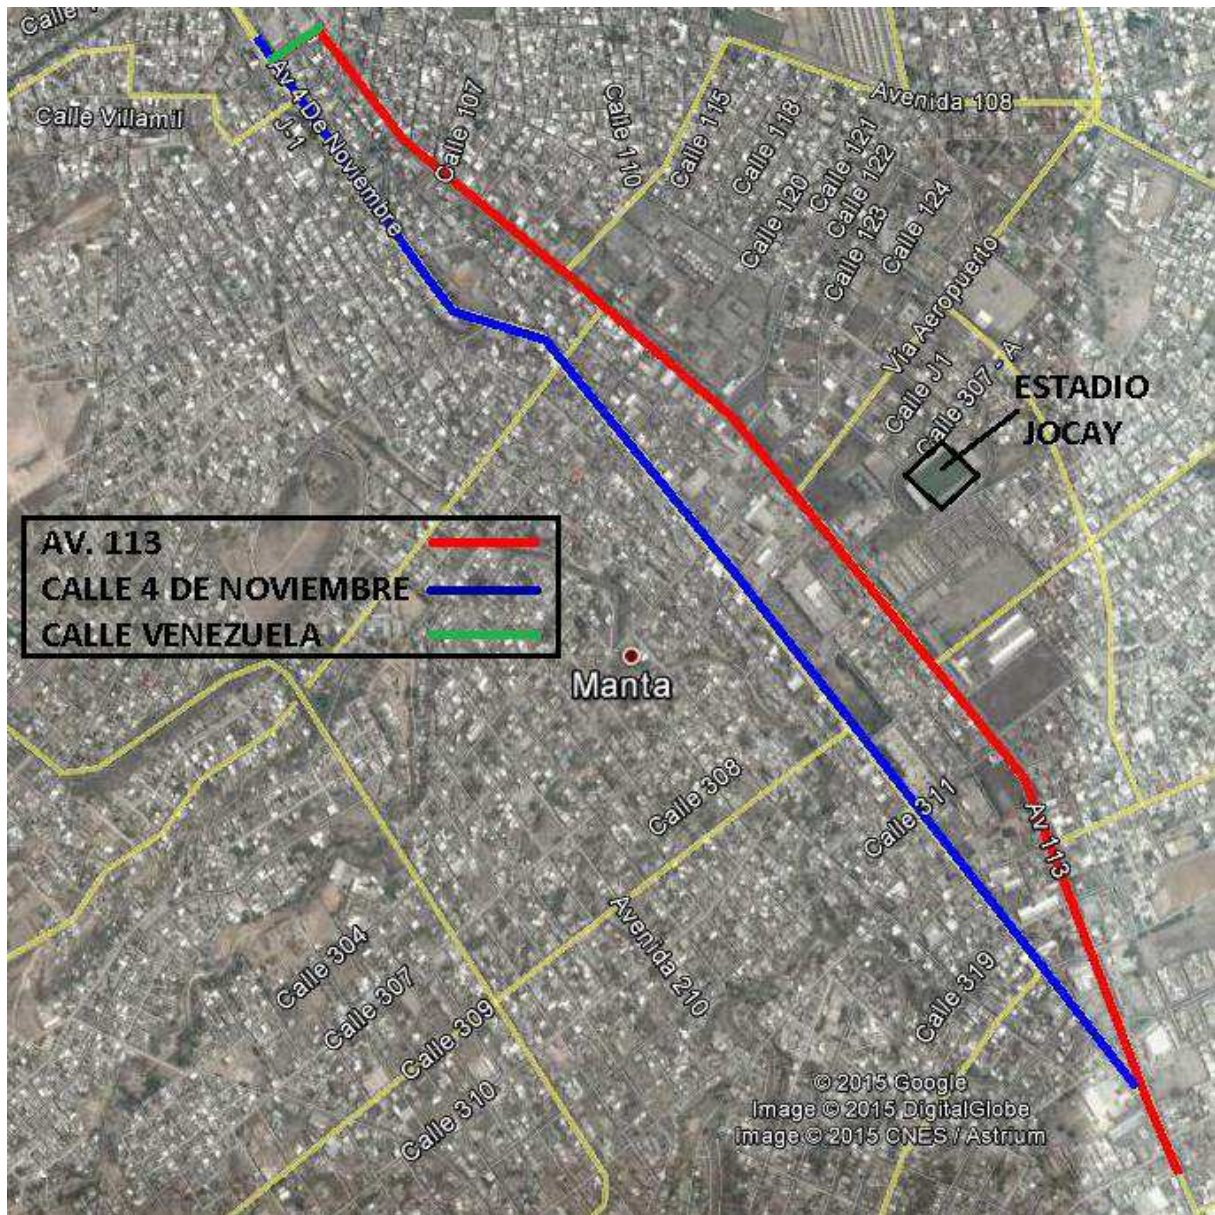 Calle
Calle Villamil
Av 4 De Noviembre
J-1
Calle 107
Calle 110
Calle 115
Calle 118
Avenida 108
Calle 120
Calle 121
Calle 122
Calle 123
Calle 124
Vía Aeropuerto
Calle J1
Calle 307 - A
ESTADIO
JOCAY
AV. 113
CALLE 4 DE NOVIEMBRE
CALLE VENEZUELA
Manta
Calle 308
Calle 311
Av 113
Avenida 210
Calle 304
Calle 307
Calle 309
Calle 310
Calle 319
© 2015 Google
Image © 2015 DigitalGlobe
Image © 2015 CNES / Astrium